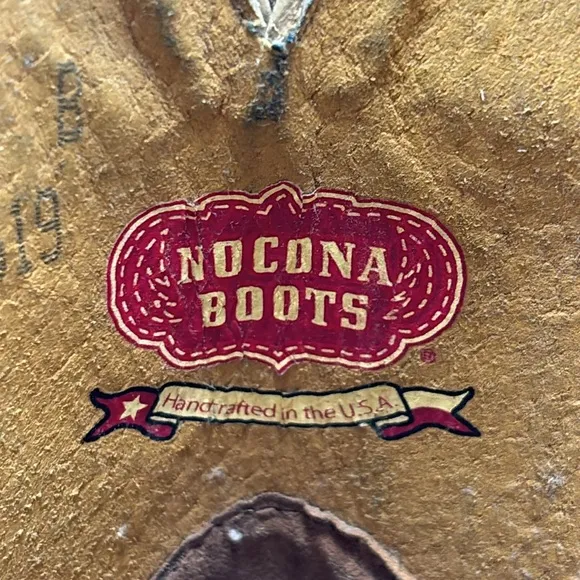 NOCONA
BOOTS
®
Handcrafted in the U.S.A